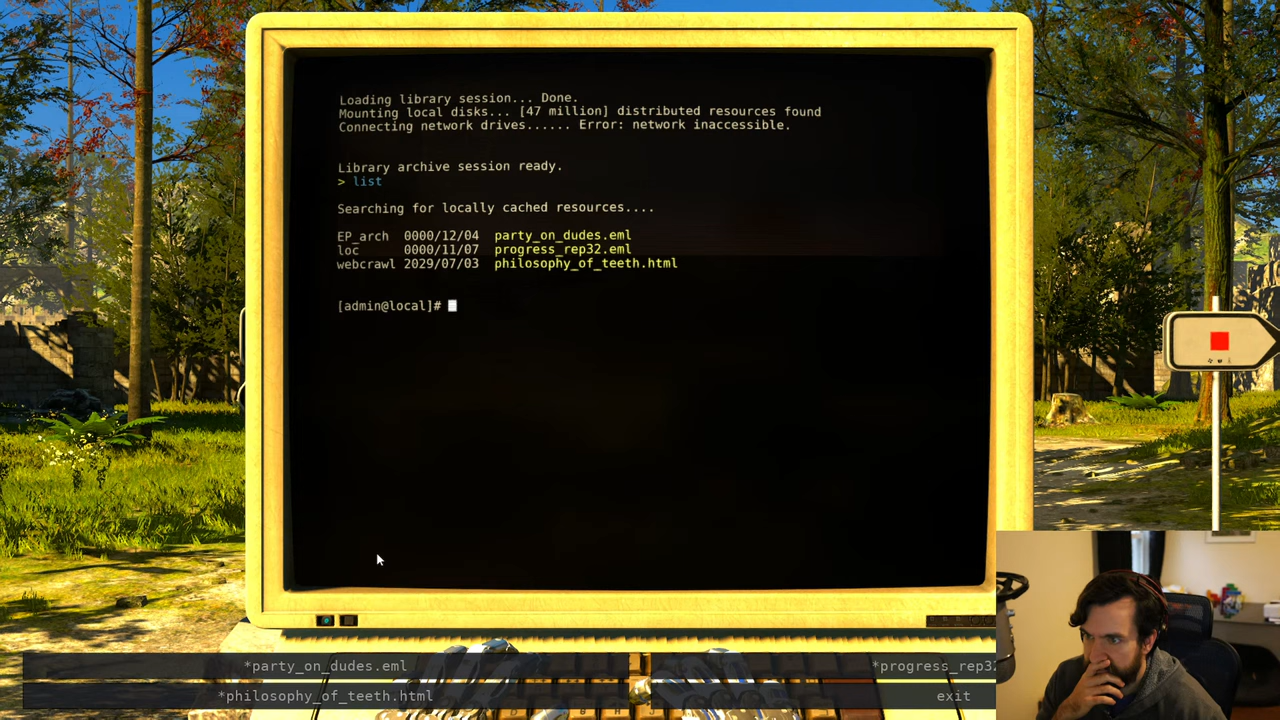 Loading library session... Done.
Mounting local disks... [47 million] distributed resources found
Connecting network drives...... Error: network inaccessible.
Library archive session ready.
> list
Searching for locally cached resources....
EP_arch 0000/12/04 party_on_dudes.eml
loc 0000/11/07 progress_rep32.eml
webcrawl 2029/07/03 philosophy_of_teeth.html
[admin@local]#
*party_on_dudes.eml
*progress_rep32
*philosophy_of_teeth.html
exit